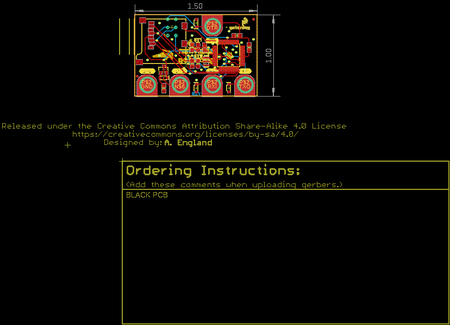 1.50
1.00
Released under the Creative Commons Attribution Share-Alike 4.0 License
https://creativecommons.org/licenses/by-sa/4.0/
Designed by: A. England
Ordering Instructions:
(Add these comments when uploading gerbers.)
BLACK PCB